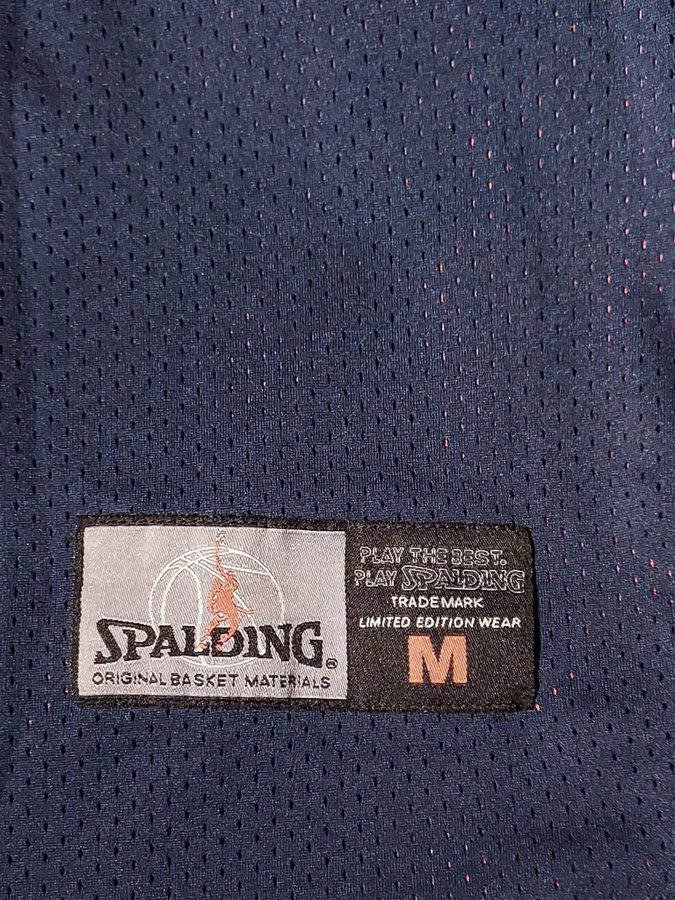 SPALDING®
ORIGINAL BASKET MATERIALS
PLAY THE BEST.
PLAY SPALDING
TRADEMARK
LIMITED EDITION WEAR
M